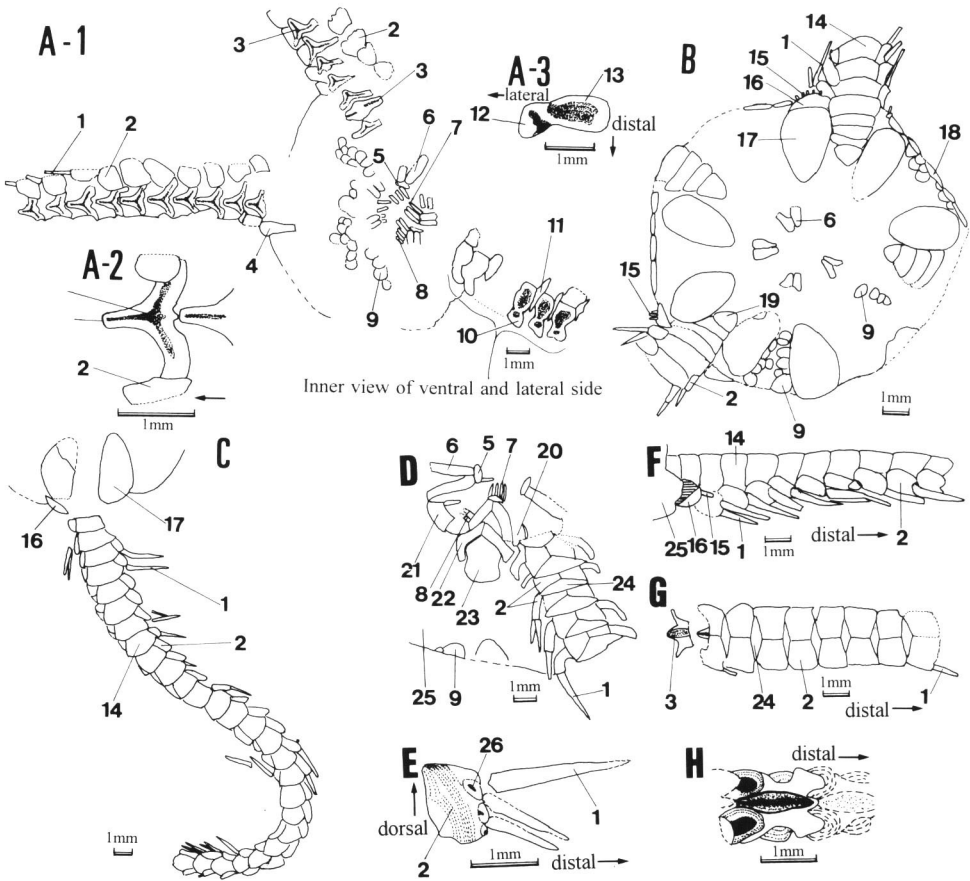 A-1
3
2
3
1
2
6
7
5
4
8
9
A-3
13
← lateral
12
distal
↓
1mm
11
10
1mm
Inner view of ventral and lateral side
A-2
2
1mm
B
14
1
15
16
17
18
6
15
19
9
2
9
1mm
C
16
17
1
2
14
1mm
D
6
5
7
20
21
8
22
23
2
24
25
9
1mm
1
E
26
dorsal
1
2
1mm
distal →
F
14
25
16
15
1
1mm
distal →
2
G
3
24
2
1mm
1
distal →
H
distal →
1mm